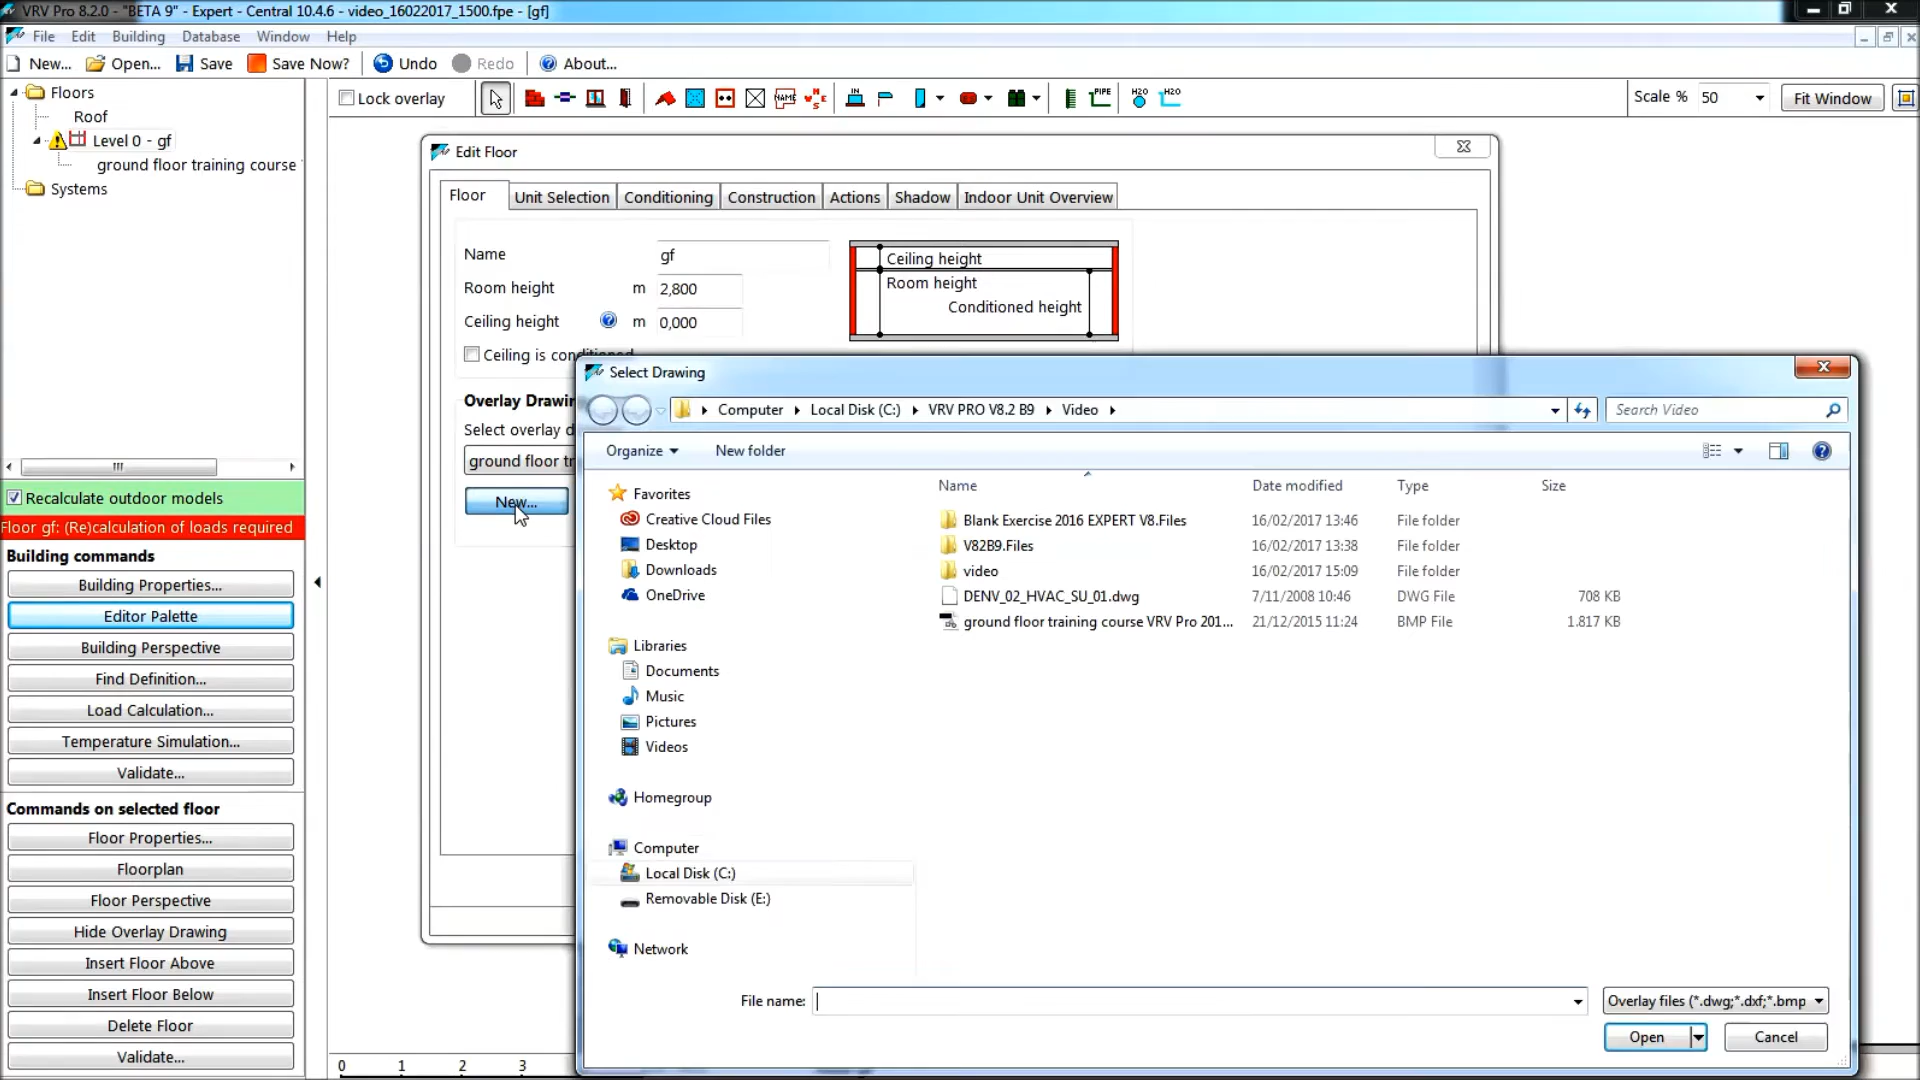 VRV Pro 8.2.0 - "BETA 9" - Expert - Central 10.4.6 - video_16022017_1500.fpe - [gf]
File Edit Building Database Window Help
New... Open... Save Save Now? Undo Redo About...
Floors
Roof
Level 0 - gf
ground floor training course
Systems
Lock overlay
NAME
PIPE
H2O
H2O
Scale % 50
Fit Window
Edit Floor
Floor Unit Selection Conditioning Construction Actions Shadow Indoor Unit Overview
Name gf
Room height m 2,800
Ceiling height m 0,000
Ceiling is conditioned
Ceiling height
Room height
Conditioned height
Overlay Drawin
Select overlay d
ground floor tr
New...
Select Drawing
Computer Local Disk (C:) VRV PRO V8.2 B9 Video
Search Video
Organize New folder
Favorites
Creative Cloud Files
Desktop
Downloads
OneDrive
Libraries
Documents
Music
Pictures
Videos
Homegroup
Computer
Local Disk (C:)
Removable Disk (E:)
Network
Name Date modified Type Size
Blank Exercise 2016 EXPERT V8.Files 16/02/2017 13:46 File folder
V82B9.Files 16/02/2017 13:38 File folder
video 16/02/2017 15:09 File folder
DENV_02_HVAC_SU_01.dwg 7/11/2008 10:46 DWG File 708 KB
ground floor training course VRV Pro 201... 21/12/2015 11:24 BMP File 1.817 KB
File name:
Overlay files (*.dwg;*.dxf;*.bmp
Open Cancel
Recalculate outdoor models
Floor gf: (Re)calculation of loads required
Building commands
Building Properties...
Editor Palette
Building Perspective
Find Definition...
Load Calculation...
Temperature Simulation...
Validate...
Commands on selected floor
Floor Properties...
Floorplan
Floor Perspective
Hide Overlay Drawing
Insert Floor Above
Insert Floor Below
Delete Floor
Validate...
0 1 2 3